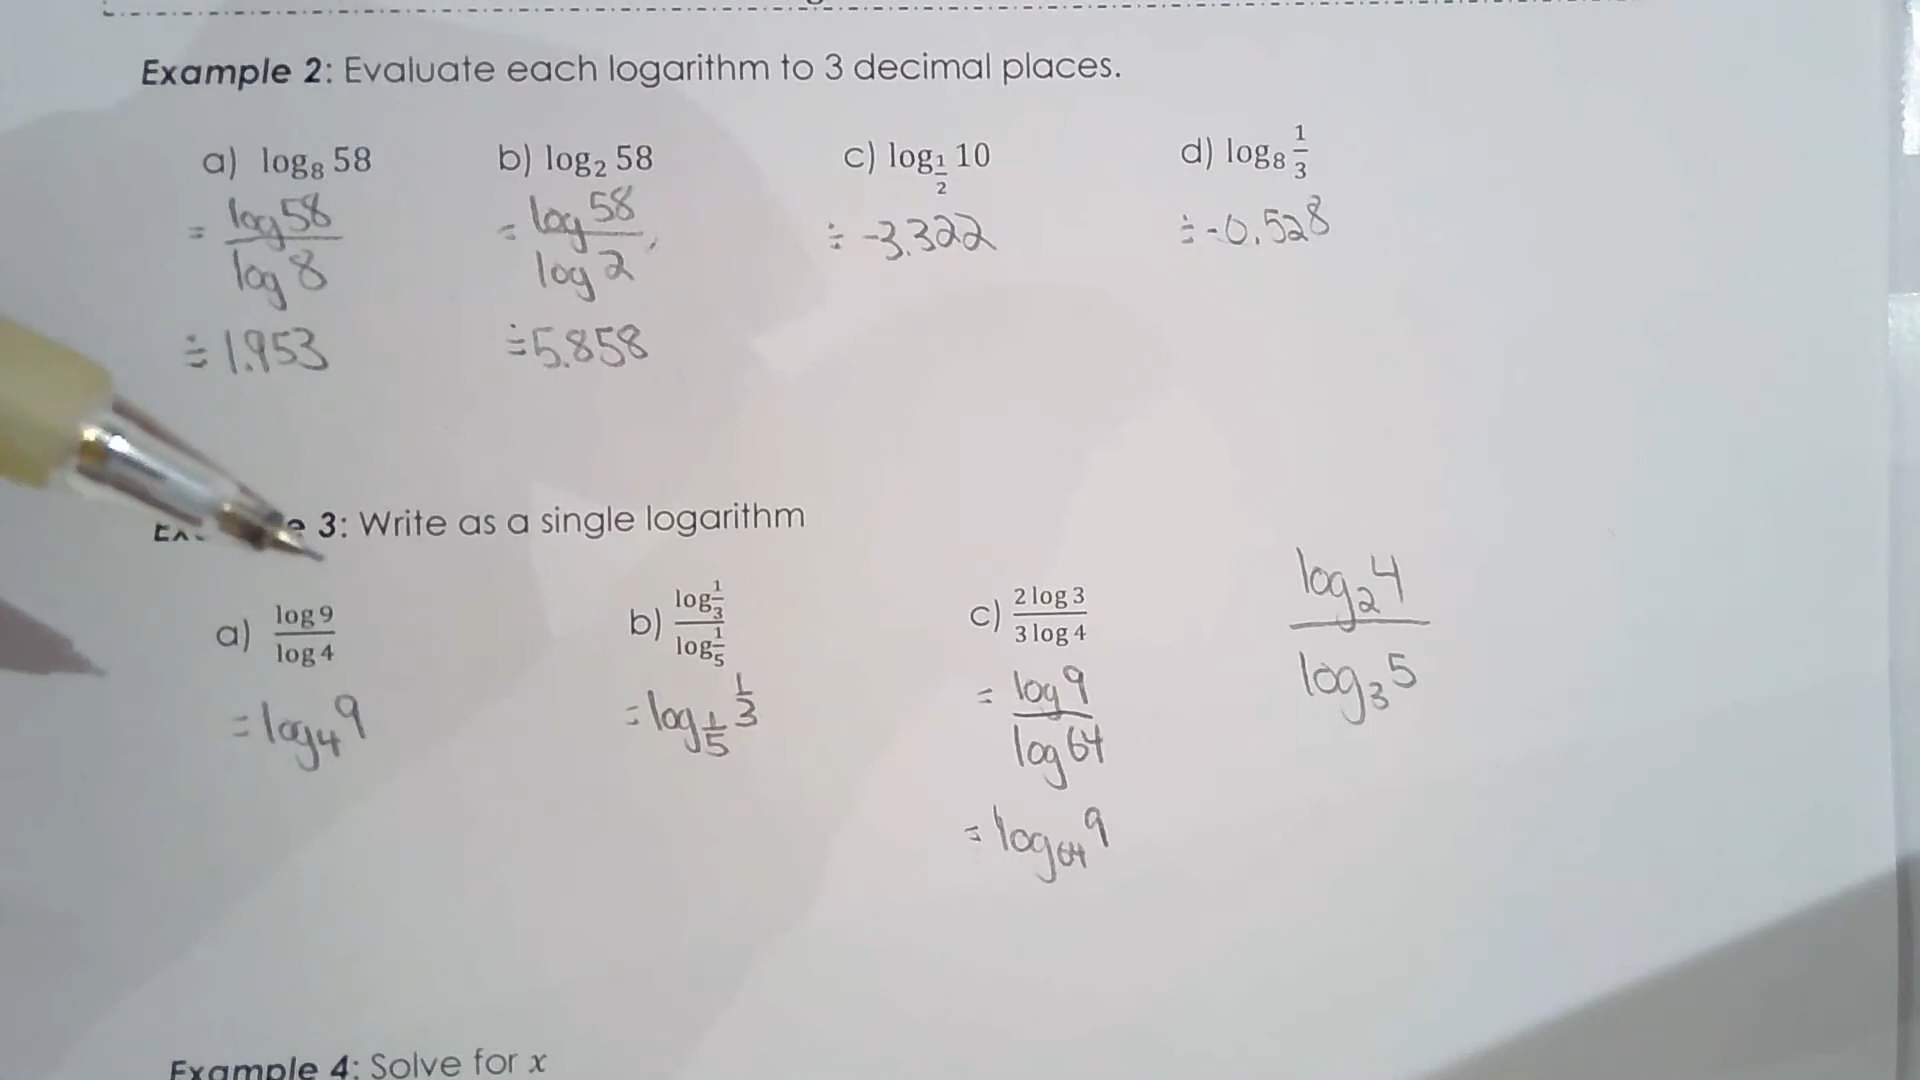 Example 2: Evaluate each logarithm to 3 decimal places.
a) log₈ 58
= log 58 / log 8
≐ 1.953
b) log₂ 58
= log 58 / log 2
≐ 5.858
c) log_{1/2} 10
≐ -3.322
d) log₈ 1/3
≐ -0.528
3: Write as a single logarithm
a) log 9 / log 4
= log₄ 9
b) log 1/3 / log 1/5
= log_{1/5} 1/3
c) 2 log 3 / 3 log 4
= log 9 / log 64
= log₆₄ 9
log₂ 4 / log₃ 5
Example 4: Solve for x